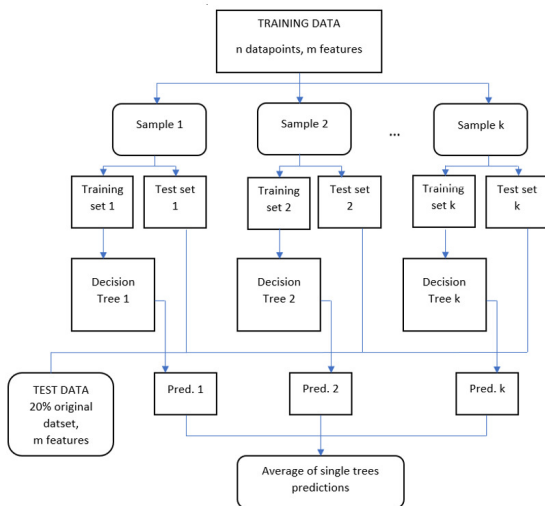 TRAINING DATA
n datapoints, m features
Sample 1
Sample 2
...
Sample k
Training
set 1
Test set
1
Training
set 2
Test set
2
Training
set k
Test set
k
Decision
Tree 1
Decision
Tree 2
Decision
Tree k
TEST DATA
20% original
datset,
m features
Pred. 1
Pred. 2
Pred. k
Average of single trees
predictions